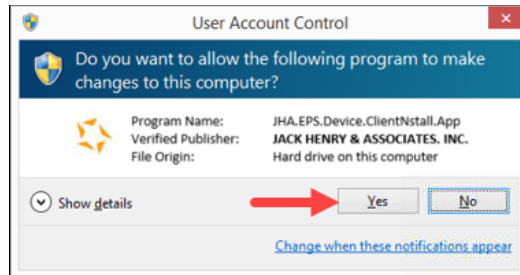 User Account Control
Do you want to allow the following program to make
changes to this computer?
Program Name: JHA.EPS.Device.ClientNstall.App
Verified Publisher: JACK HENRY & ASSOCIATES. INC.
File Origin: Hard drive on this computer
Show details Yes No
Change when these notifications appear